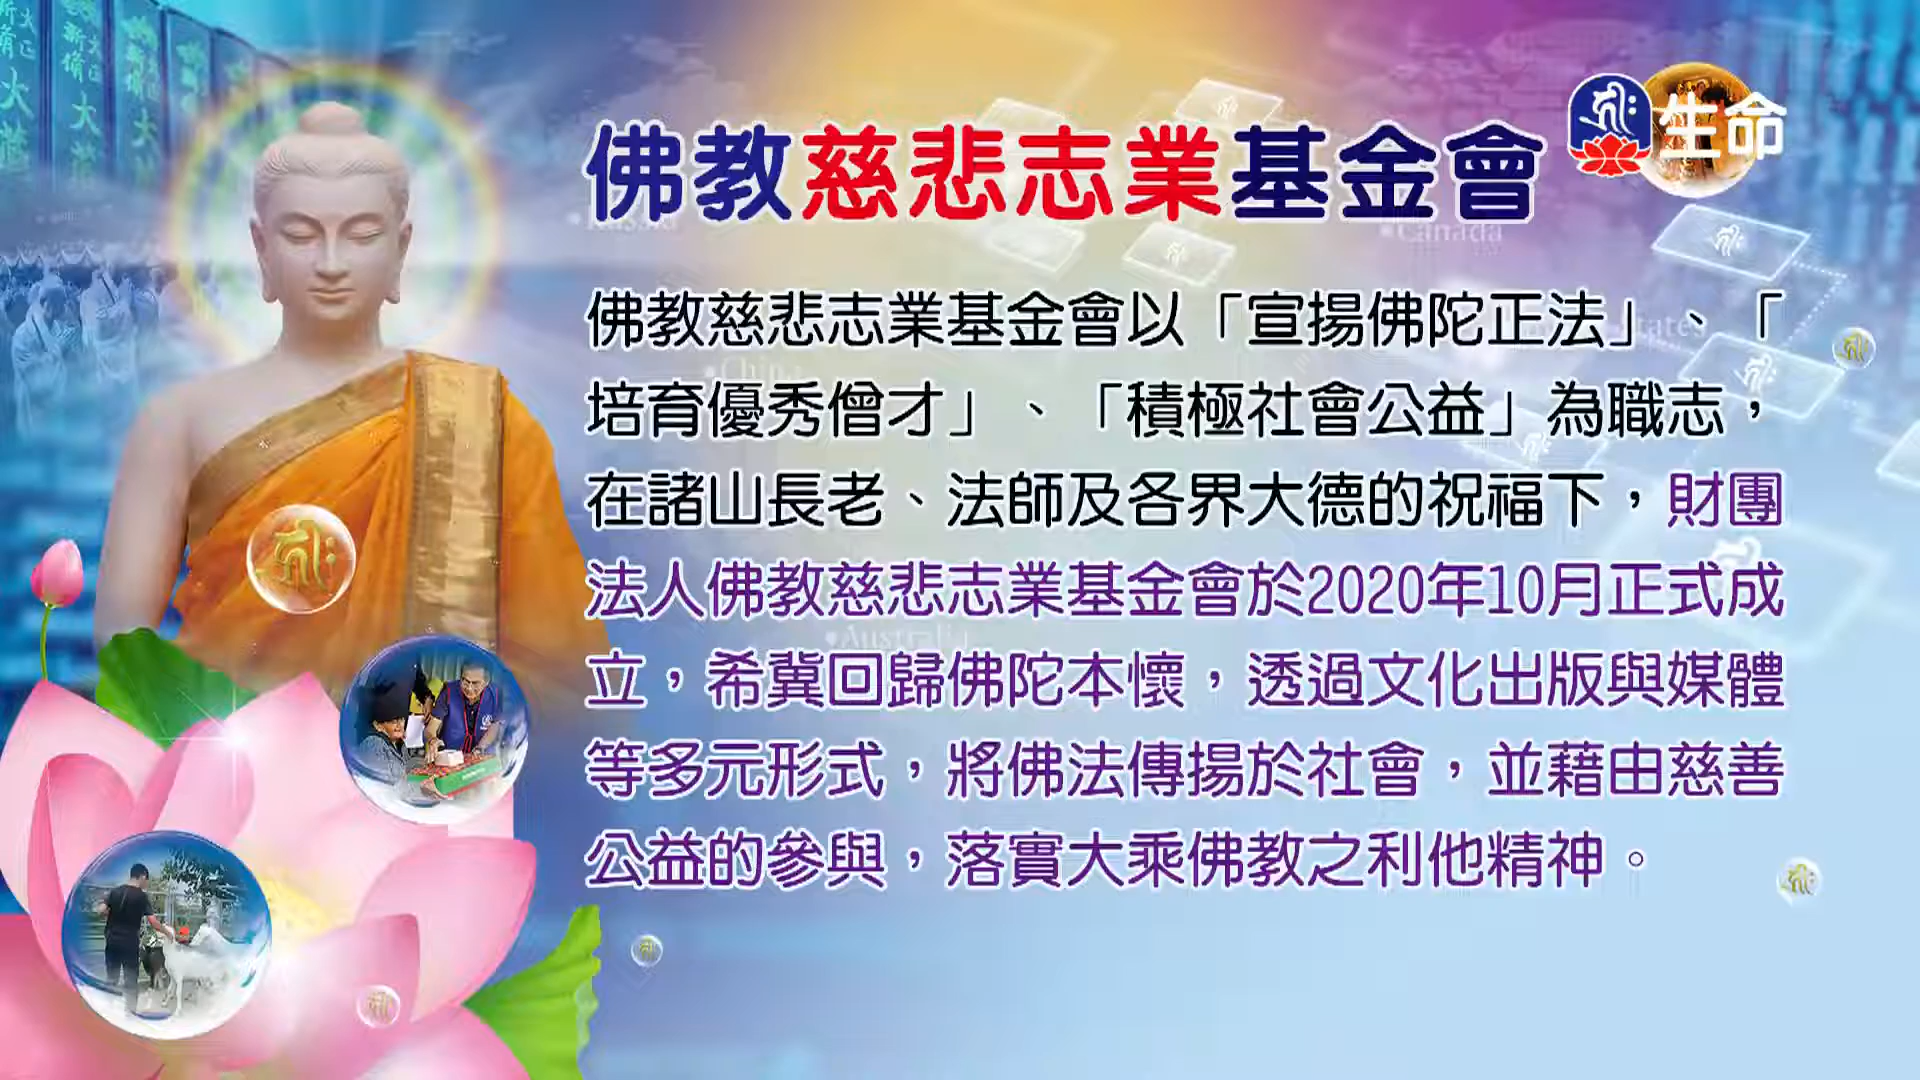 佛教慈悲志業基金會
生命
佛教慈悲志業基金會以「宣揚佛陀正法」、「
培育優秀僧才」、「積極社會公益」為職志，
在諸山長老、法師及各界大德的祝福下，財團
法人佛教慈悲志業基金會於2020年10月正式成
立，希冀回歸佛陀本懷，透過文化出版與媒體
等多元形式，將佛法傳揚於社會，並藉由慈善
公益的參與，落實大乘佛教之利他精神。
Russia
Canada
China
Australia